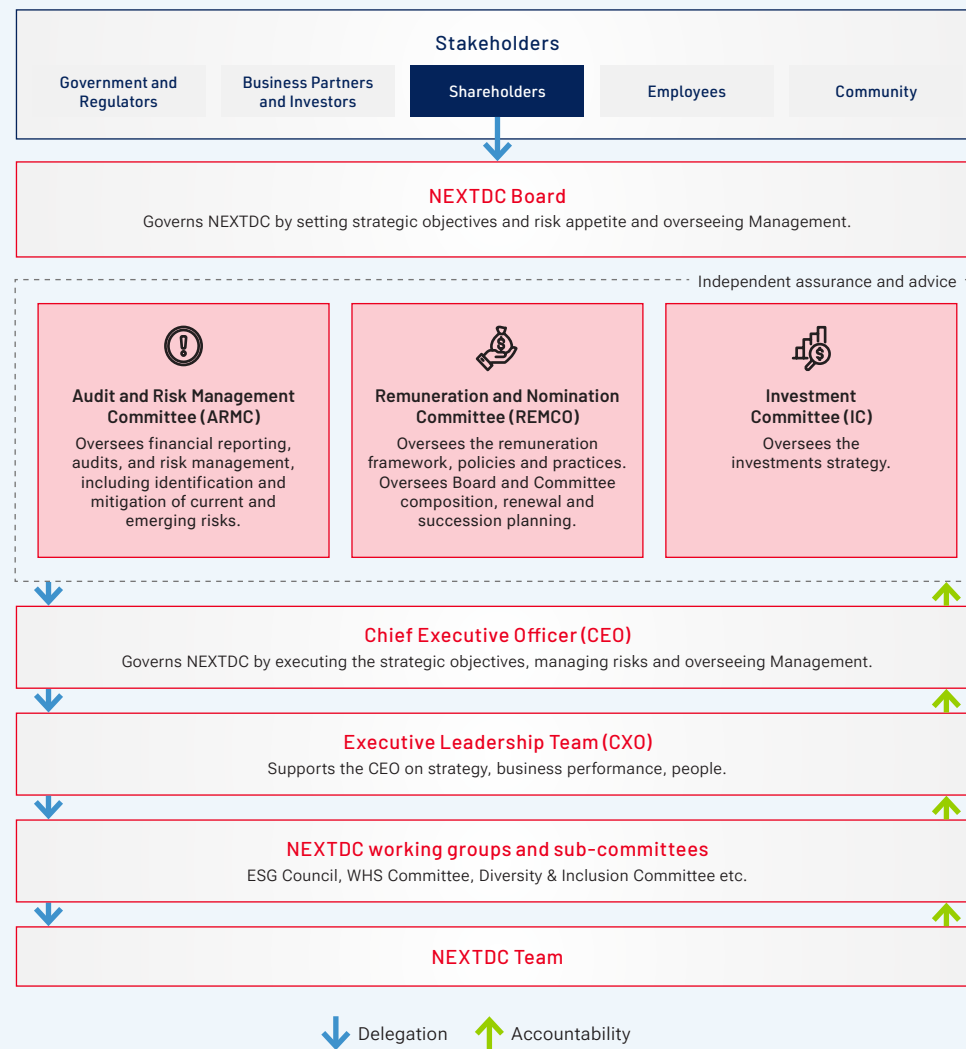 Stakeholders
Government and
Regulators
Business Partners
and Investors
Shareholders
Employees
Community
NEXTDC Board
Governs NEXTDC by setting strategic objectives and risk appetite and overseeing Management.
Independent assurance and advice
Audit and Risk Management
Committee (ARMC)
Oversees financial reporting,
audits, and risk management,
including identification and
mitigation of current and
emerging risks.
Remuneration and Nomination
Committee (REMCO)
Oversees the remuneration
framework, policies and practices.
Oversees Board and Committee
composition, renewal and
succession planning.
Investment
Committee (IC)
Oversees the
investments strategy.
Chief Executive Officer (CEO)
Governs NEXTDC by executing the strategic objectives, managing risks and overseeing Management.
Executive Leadership Team (CXO)
Supports the CEO on strategy, business performance, people.
NEXTDC working groups and sub-committees
ESG Council, WHS Committee, Diversity & Inclusion Committee etc.
NEXTDC Team
Delegation
Accountability